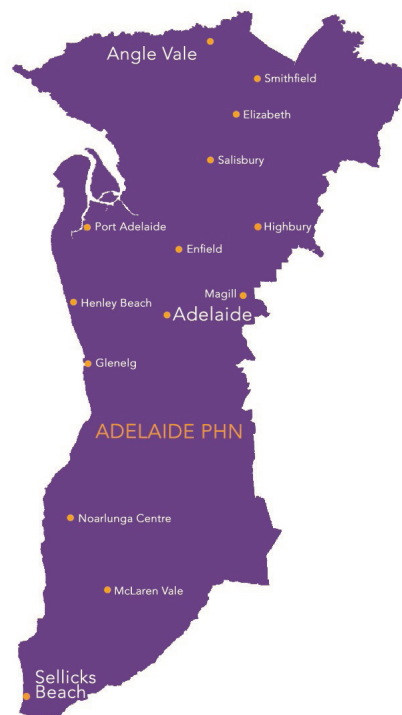 Angle Vale
Smithfield
Elizabeth
Salisbury
Port Adelaide
Highbury
Enfield
Magill
Henley Beach
Adelaide
Glenelg
ADELAIDE PHN
Noarlunga Centre
McLaren Vale
Sellicks
Beach